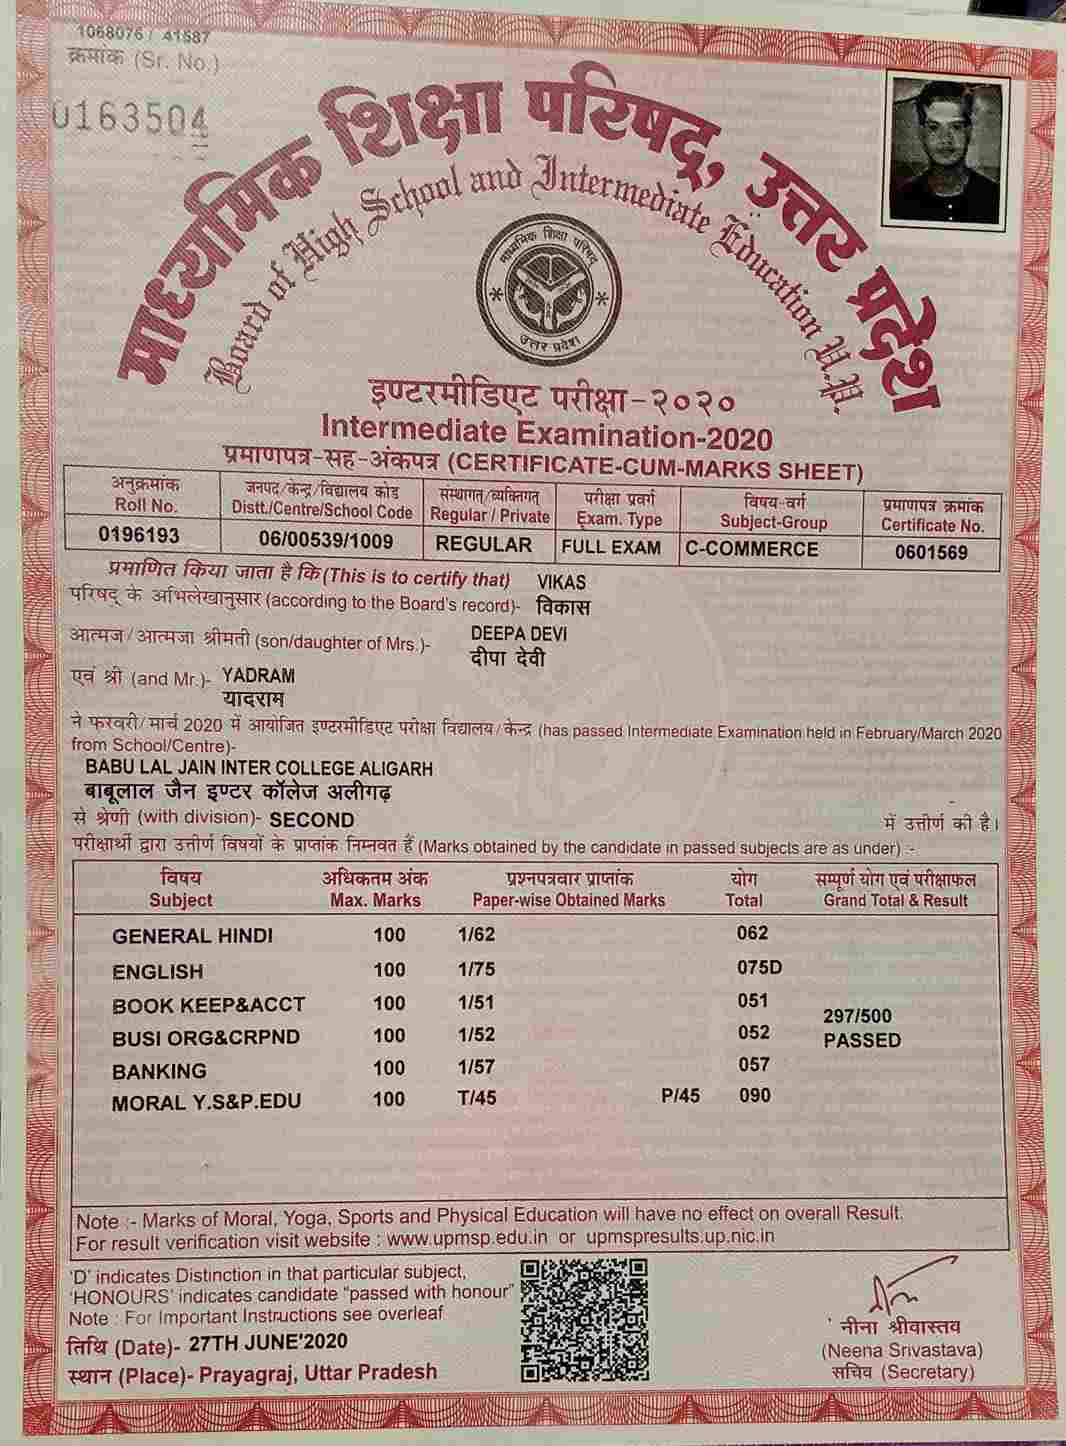 1068076 / 41587
क्रमांक (Sr. No.)
0163504
माध्यमिक शिक्षा परिषद्, उत्तर प्रदेश
Board of High School and Intermediate Education U.P.
माध्यमिक शिक्षा परिषद्
उत्तर प्रदेश
इण्टरमीडिएट परीक्षा-२०२०
Intermediate Examination-2020
प्रमाणपत्र-सह-अंकपत्र (CERTIFICATE-CUM-MARKS SHEET)
अनुक्रमांक जनपद/केन्द्र/विद्यालय कोड संस्थागत/व्यक्तिगत परीक्षा प्रवर्ग विषय-वर्ग प्रमाणपत्र क्रमांक
Roll No. Distt./Centre/School Code Regular / Private Exam. Type Subject-Group Certificate No.
0196193 06/00539/1009 REGULAR FULL EXAM C-COMMERCE 0601569
प्रमाणित किया जाता है कि (This is to certify that) VIKAS
परिषद् के अभिलेखानुसार (according to the Board's record)- विकास
आत्मज/आत्मजा श्रीमती (son/daughter of Mrs.)- DEEPA DEVI
दीपा देवी
एवं श्री (and Mr.)- YADRAM
यादराम
ने फरवरी/मार्च 2020 में आयोजित इण्टरमीडिएट परीक्षा विद्यालय/केन्द्र (has passed Intermediate Examination held in February/March 2020
from School/Centre)-
BABU LAL JAIN INTER COLLEGE ALIGARH
बाबूलाल जैन इण्टर कॉलेज अलीगढ़
से श्रेणी (with division)- SECOND में उत्तीर्ण की है।
परीक्षार्थी द्वारा उत्तीर्ण विषयों के प्राप्तांक निम्नवत हैं (Marks obtained by the candidate in passed subjects are as under) :-
विषय अधिकतम अंक प्रश्नपत्रवार प्राप्तांक योग सम्पूर्ण योग एवं परीक्षाफल
Subject Max. Marks Paper-wise Obtained Marks Total Grand Total & Result
GENERAL HINDI 100 1/62 062
ENGLISH 100 1/75 075D
BOOK KEEP&ACCT 100 1/51 051
297/500
BUSI ORG&CRPND 100 1/52 052
PASSED
BANKING 100 1/57 057
MORAL Y.S&P.EDU 100 T/45 P/45 090
Note :- Marks of Moral, Yoga, Sports and Physical Education will have no effect on overall Result.
For result verification visit website : www.upmsp.edu.in or upmspresults.up.nic.in
'D' indicates Distinction in that particular subject,
'HONOURS' indicates candidate "passed with honour"
Note : For Important Instructions see overleaf
तिथि (Date)- 27TH JUNE'2020
स्थान (Place)- Prayagraj, Uttar Pradesh
नीना श्रीवास्तव
(Neena Srivastava)
सचिव (Secretary)